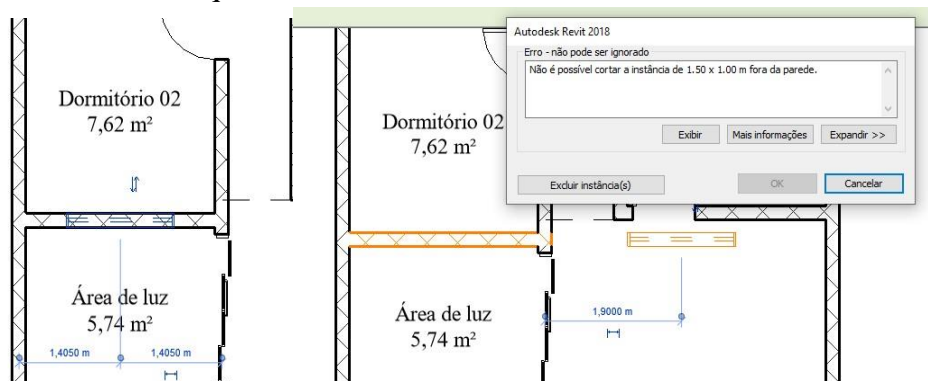 Autodesk Revit 2018
Erro - não pode ser ignorado
Não é possível cortar a instância de 1.50 x 1.00 m fora da parede.
Exibir
Mais informações
Expandir >>
Excluir instância(s)
OK
Cancelar
Dormitório 02
7,62 m²
Dormitório 02
7,62 m²
Área de luz
5,74 m²
1,4050 m
1,4050 m
Área de luz
5,74 m²
1,9000 m